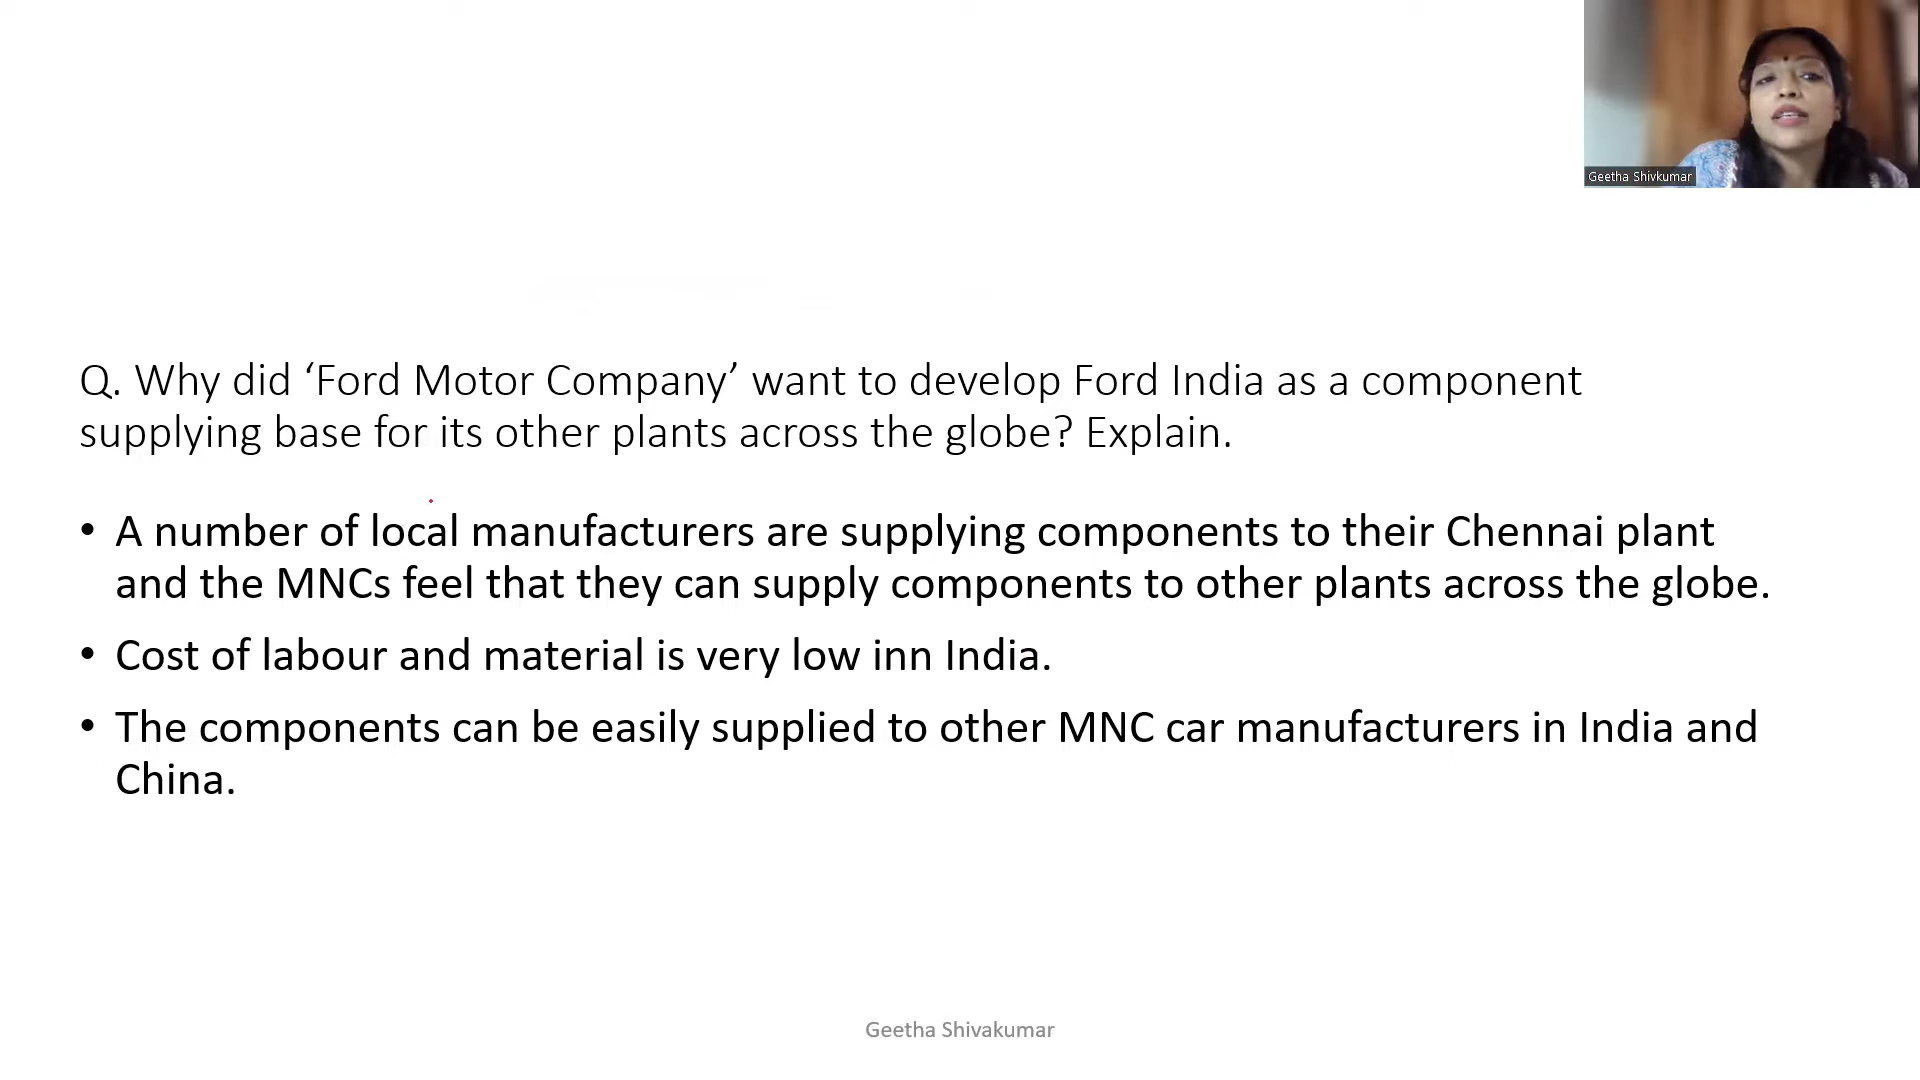 Geetha Shivkumar
Q. Why did ‘Ford Motor Company’ want to develop Ford India as a component
supplying base for its other plants across the globe? Explain.
• A number of local manufacturers are supplying components to their Chennai plant
and the MNCs feel that they can supply components to other plants across the globe.
• Cost of labour and material is very low inn India.
• The components can be easily supplied to other MNC car manufacturers in India and
China.
Geetha Shivakumar